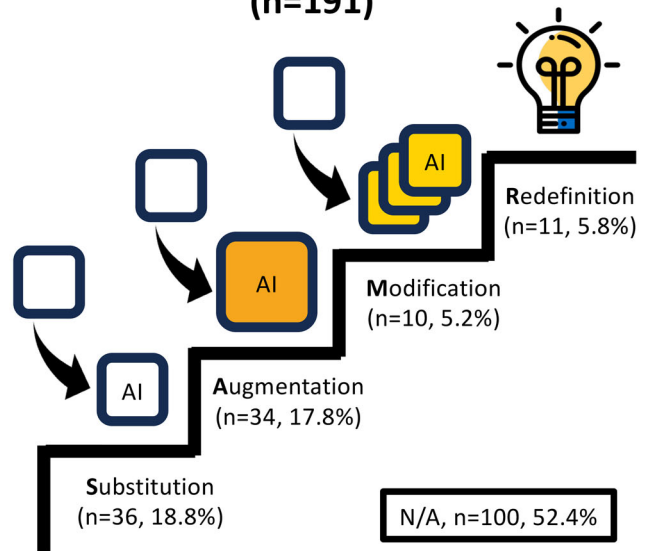 (n=191)
AI
Redefinition
(n=11, 5.8%)
AI
Modification
(n=10, 5.2%)
AI
Augmentation
(n=34, 17.8%)
Substitution
(n=36, 18.8%)
N/A, n=100, 52.4%